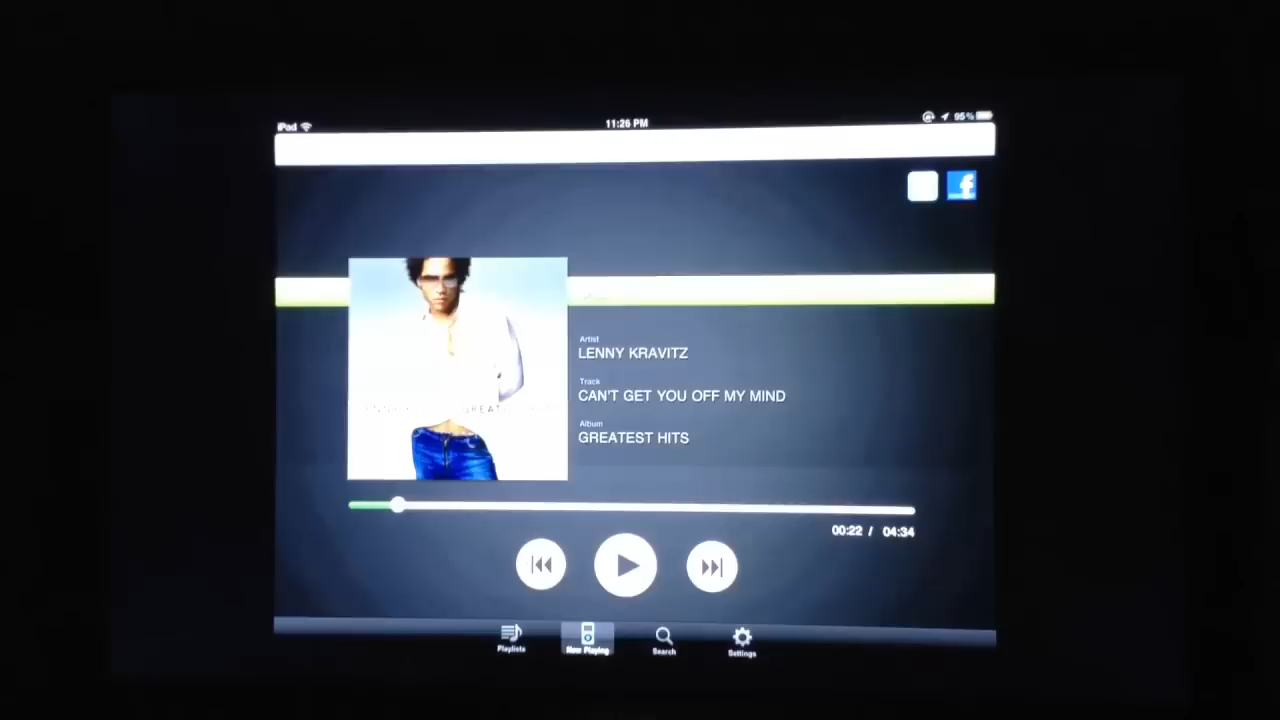 iPad
11:26 PM
95%
f
Artist
LENNY KRAVITZ
Track
CAN'T GET YOU OFF MY MIND
Album
GREATEST HITS
00:22 / 04:34
Playlists
Now Playing
Search
Settings